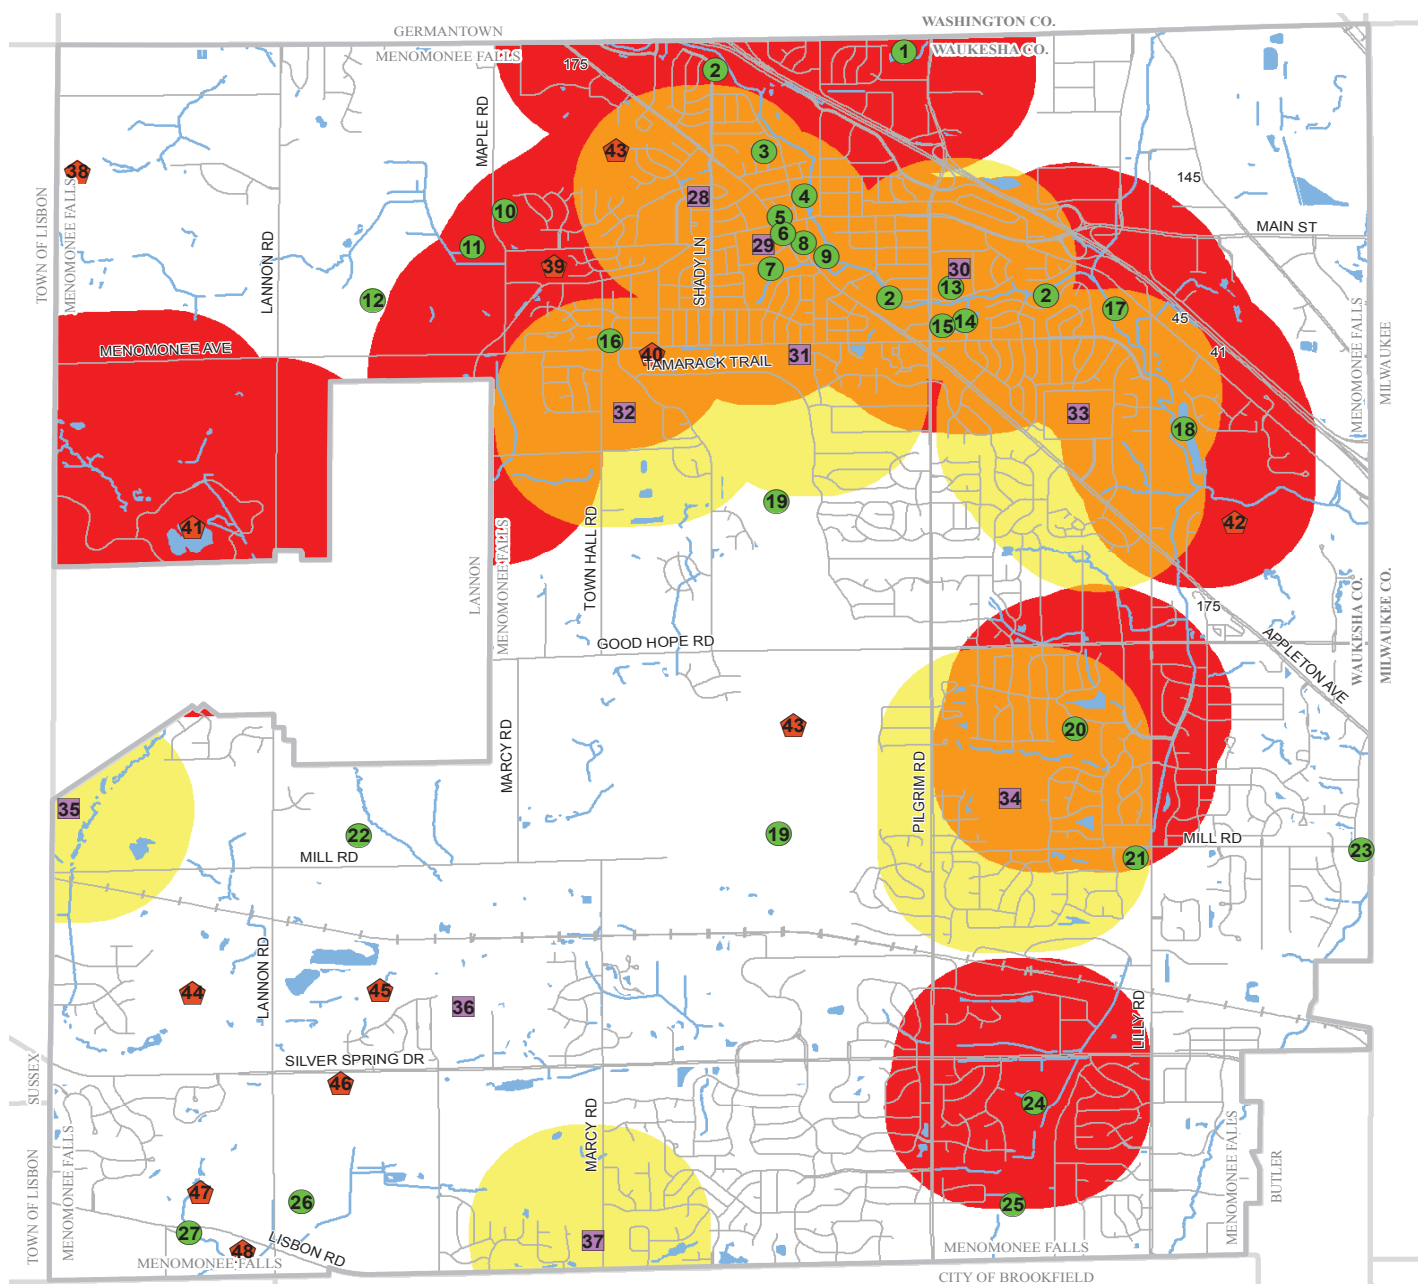 WASHINGTON CO.
GERMANTOWN
WAUKESHA CO.
MENOMONEE FALLS
1
175
2
MAPLE RD
43
3
38
145
TOWN OF LISBON
MENOMONEE FALLS
28
4
10
5
MAIN ST
6
11
29
8
LANNON RD
9
39
7
30
SHADY LN
13
12
2
2
17
45
14
15
16
MENOMONEE FALLS
MILWAUKEE
MENOMONEE AVE
40
31
41
TAMARACK TRAIL
32
33
18
19
42
41
TOWN HALL RD
LANNON
MENOMONEE FALLS
175
WAUKESHA CO.
MILWAUKEE CO.
GOOD HOPE RD
APPLETON AVE
43
20
MARCY RD
PILGRIM RD
34
35
22
19
MILL RD
23
MILL RD
21
LANNON RD
44
45
36
LILLY RD
SILVER SPRING DR
SUSSEX
46
24
MARCY RD
MENOMONEE FALLS
BUTLER
TOWN OF LISBON
MENOMONEE FALLS
47
26
25
27
37
48
LISBON RD
MENOMONEE FALLS
MENOMONEE FALLS
CITY OF BROOKFIELD